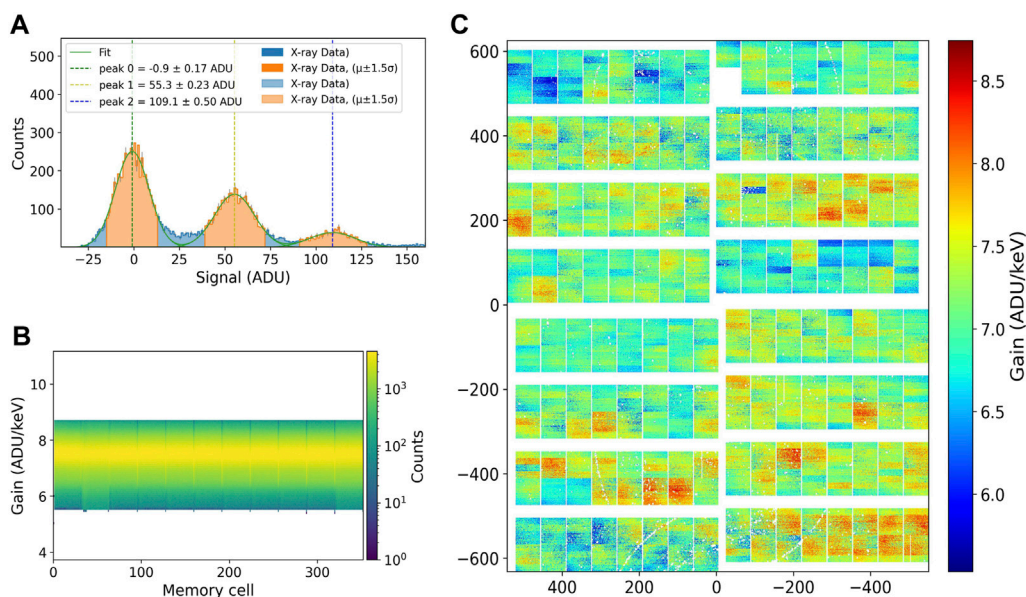 A
Fit
peak 0 = -0.9 ± 0.17 ADU
peak 1 = 55.3 ± 0.23 ADU
peak 2 = 109.1 ± 0.50 ADU
X-ray Data)
X-ray Data, (μ±1.5σ)
X-ray Data)
X-ray Data, (μ±1.5σ)
500
400
300
200
100
Counts
−25 0 25 50 75 100 125 150
Signal (ADU)
B
10
8
6
4
Gain (ADU/keV)
0 100 200 300
Memory cell
10³
10²
10¹
10⁰
Counts
C
600
400
200
0
−200
−400
−600
400 200 0 −200 −400
8.5
8.0
7.5
7.0
6.5
6.0
Gain (ADU/keV)